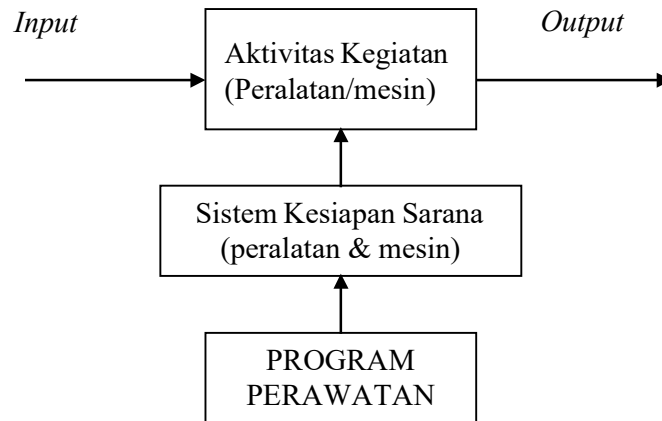 Input
Output
Aktivitas Kegiatan
(Peralatan/mesin)
Sistem Kesiapan Sarana
(peralatan & mesin)
PROGRAM
PERAWATAN